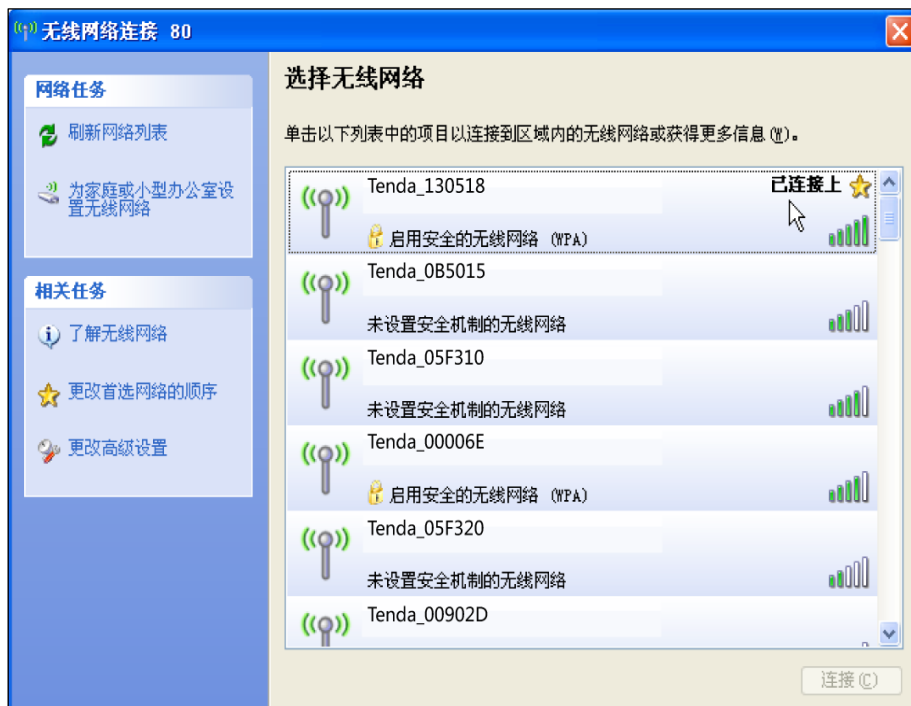 无线网络连接 80
网络任务
刷新网络列表
为家庭或小型办公室设
置无线网络
相关任务
了解无线网络
更改首选网络的顺序
更改高级设置
选择无线网络
单击以下列表中的项目以连接到区域内的无线网络或获得更多信息(W)。
Tenda_130518
已连接上
启用安全的无线网络 (WPA)
Tenda_0B5015
未设置安全机制的无线网络
Tenda_05F310
未设置安全机制的无线网络
Tenda_00006E
启用安全的无线网络 (WPA)
Tenda_05F320
未设置安全机制的无线网络
Tenda_00902D
连接(C)